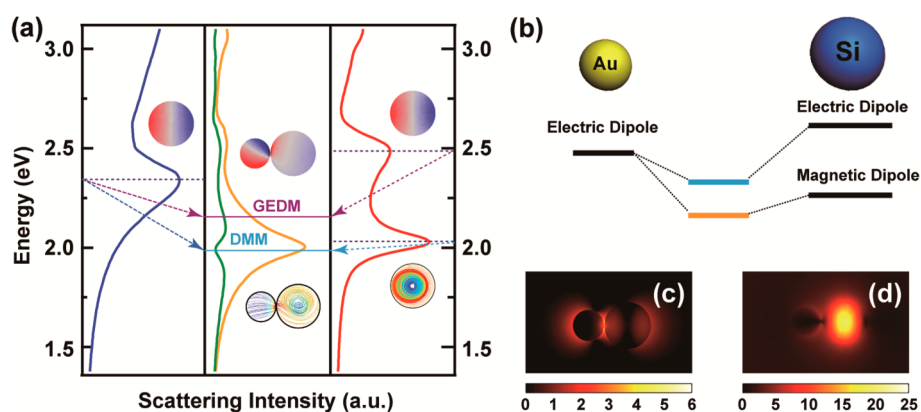 (a)
3.0
2.5
2.0
1.5
Energy (eV)
GEDM
DMM
3.0
2.5
2.0
1.5
Scattering Intensity (a.u.)
(b)
Au
Si
Electric Dipole
Electric Dipole
Magnetic Dipole
(c)
0 1 2 3 4 5 6
(d)
0 5 10 15 20 25